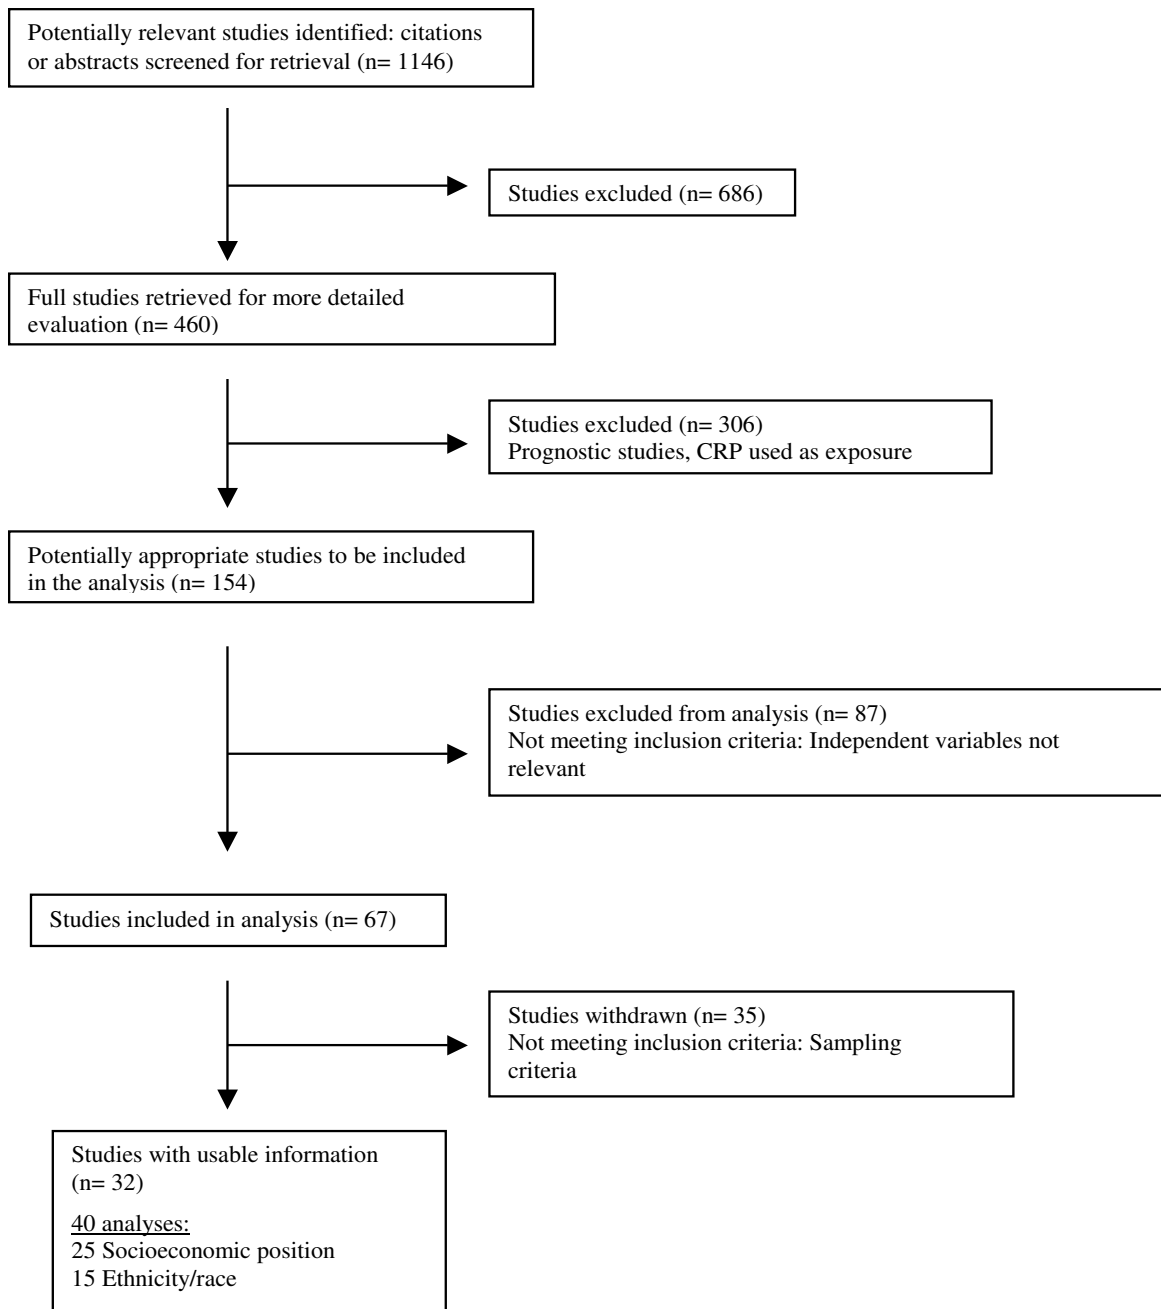 Potentially relevant studies identified: citations
or abstracts screened for retrieval (n= 1146)
Studies excluded (n= 686)
Full studies retrieved for more detailed
evaluation (n= 460)
Studies excluded (n= 306)
Prognostic studies, CRP used as exposure
Potentially appropriate studies to be included
in the analysis (n= 154)
Studies excluded from analysis (n= 87)
Not meeting inclusion criteria: Independent variables not
relevant
Studies included in analysis (n= 67)
Studies withdrawn (n= 35)
Not meeting inclusion criteria: Sampling
criteria
Studies with usable information
(n= 32)
40 analyses:
25 Socioeconomic position
15 Ethnicity/race